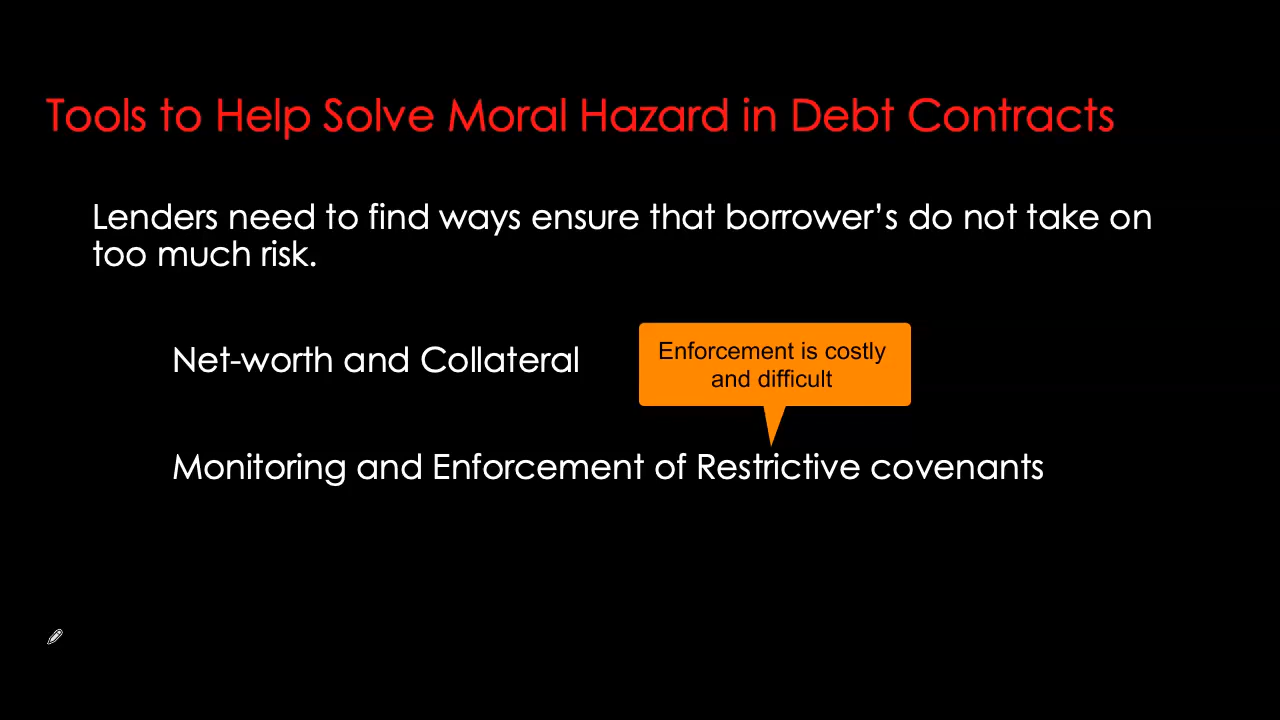 Tools to Help Solve Moral Hazard in Debt Contracts
Lenders need to find ways ensure that borrower’s do not take on
too much risk.
Net-worth and Collateral
Enforcement is costly
and difficult
Monitoring and Enforcement of Restrictive covenants